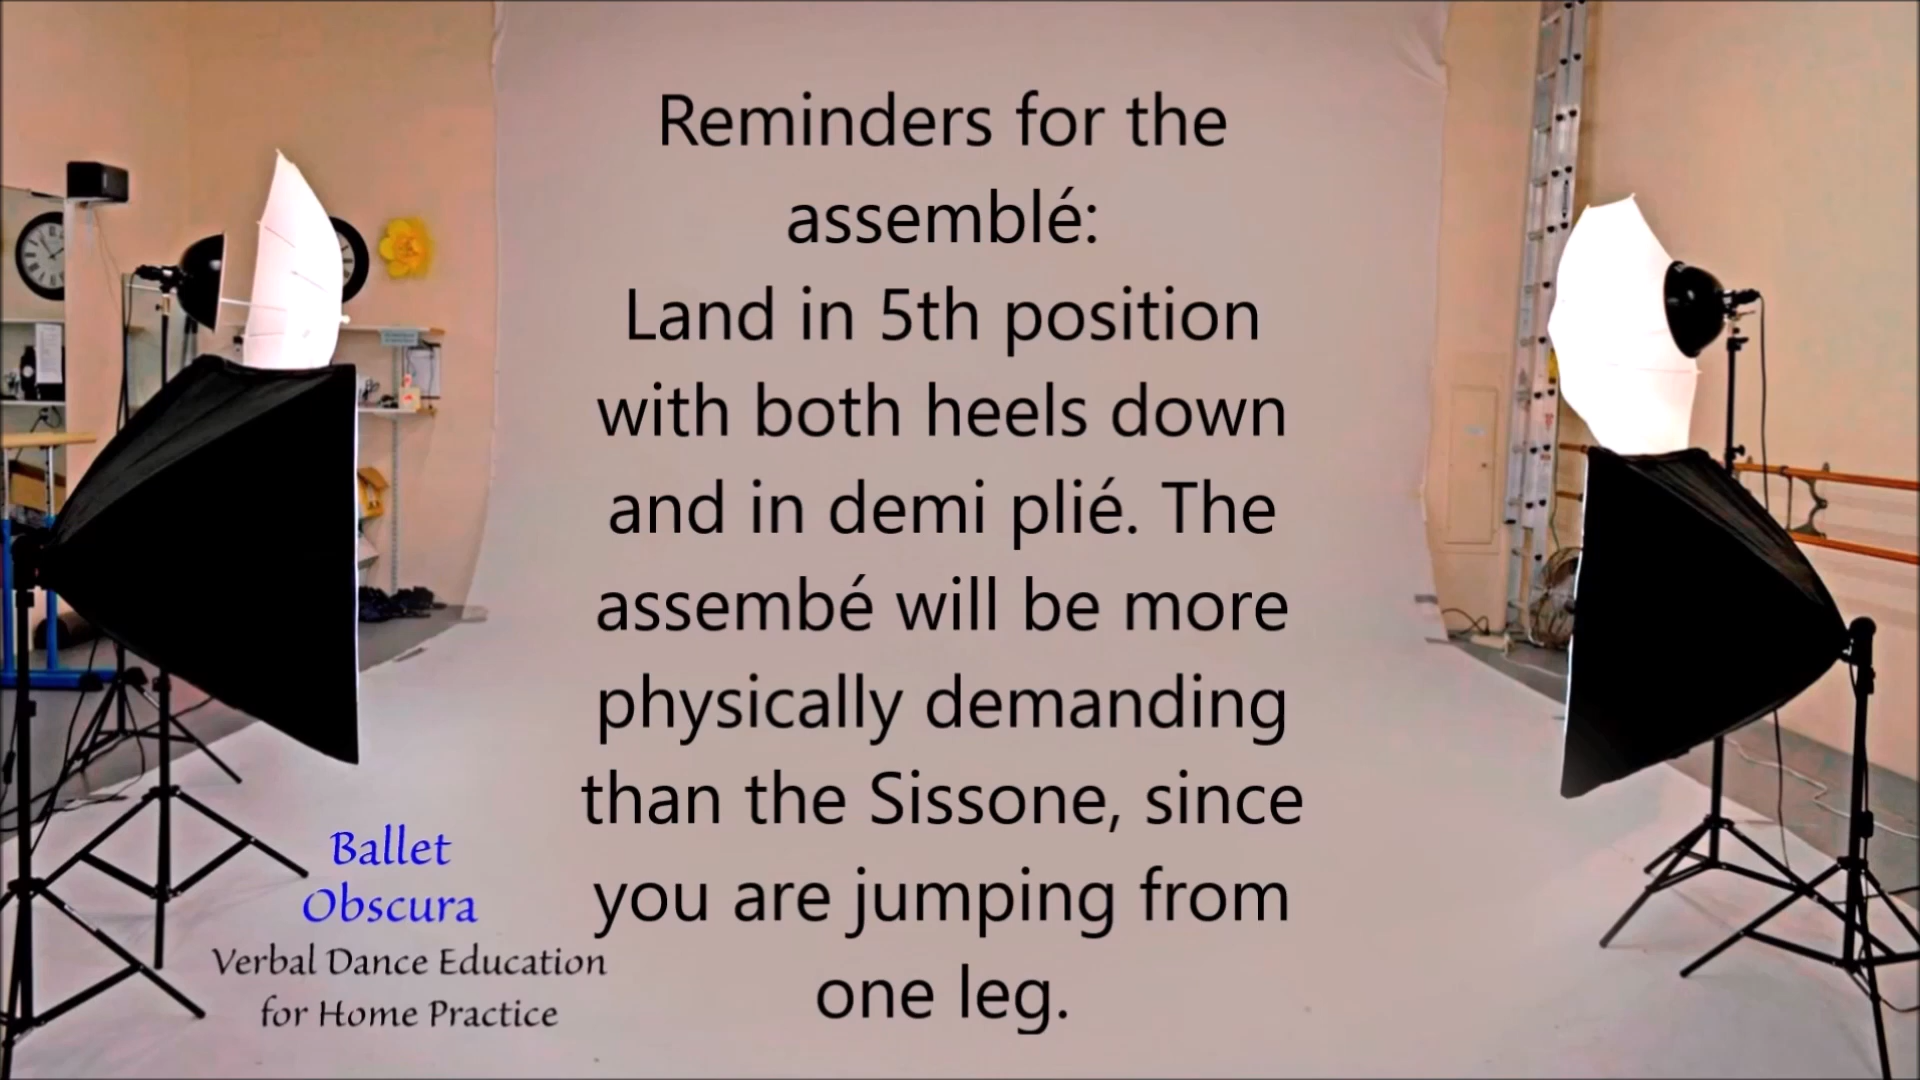 Reminders for the
assemblé:
Land in 5th position
with both heels down
and in demi plié. The
assembé will be more
physically demanding
than the Sissone, since
you are jumping from
one leg.
Ballet
Obscura
Verbal Dance Education
for Home Practice